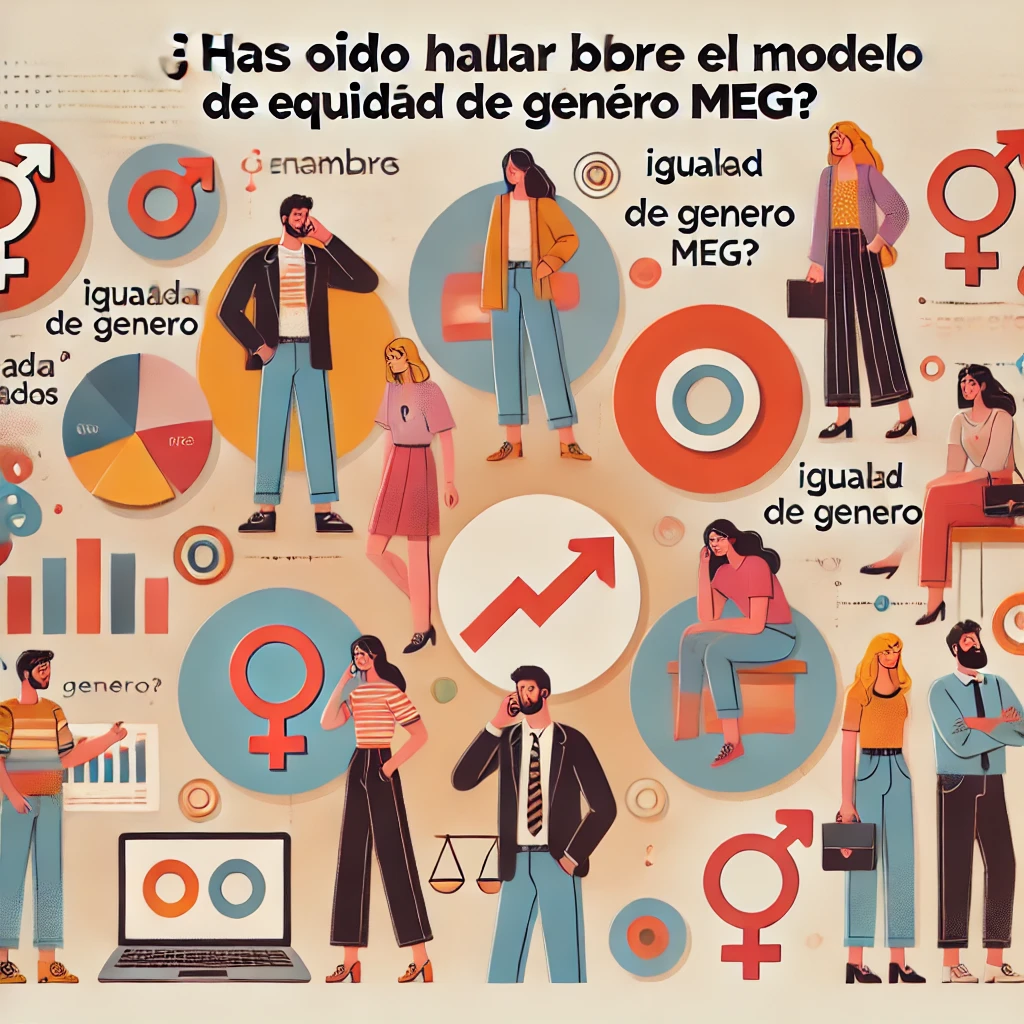 ¿ Has oido hallar bbre el modelo
de equidád de genéro MEG?
enambro
igualad
de genero
MEG?
iguaada
de genero
ada
ados
igualad
de genero
genero?